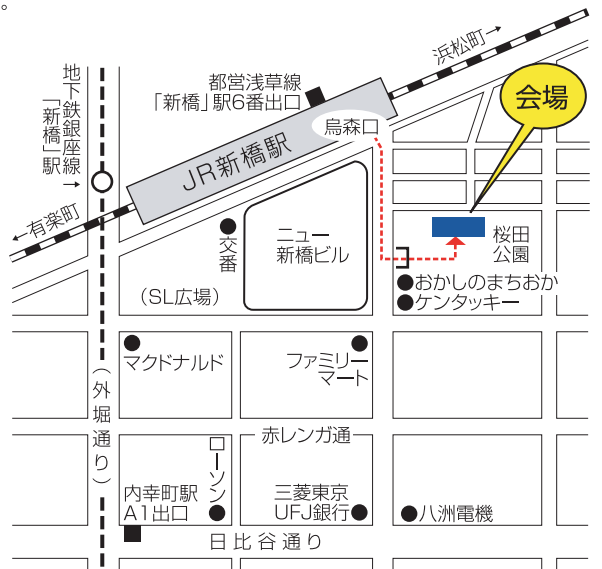 。
浜松町→
地下鉄銀座線
「新橋」駅→
都営浅草線
「新橋」駅6番出口
会場
烏森口
JR新橋駅
←有楽町
交番
ニュー
新橋ビル
桜田
公園
(SL広場)
おかしのまちおか
ケンタッキー
マクドナルド
ファミリー
マート
(外堀通り)
赤レンガ通
ローソン
内幸町駅
A1出口
三菱東京
UFJ銀行
八洲電機
日比谷通り